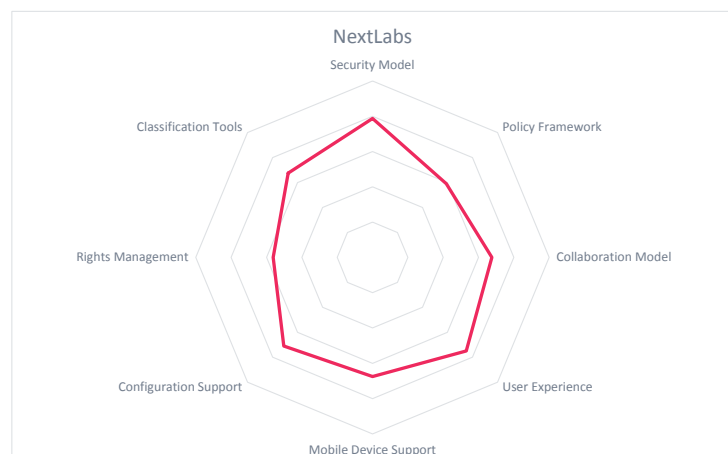 NextLabs
Security Model
Classification Tools
Policy Framework
Rights Management
Collaboration Model
Configuration Support
User Experience
Mobile Device Support